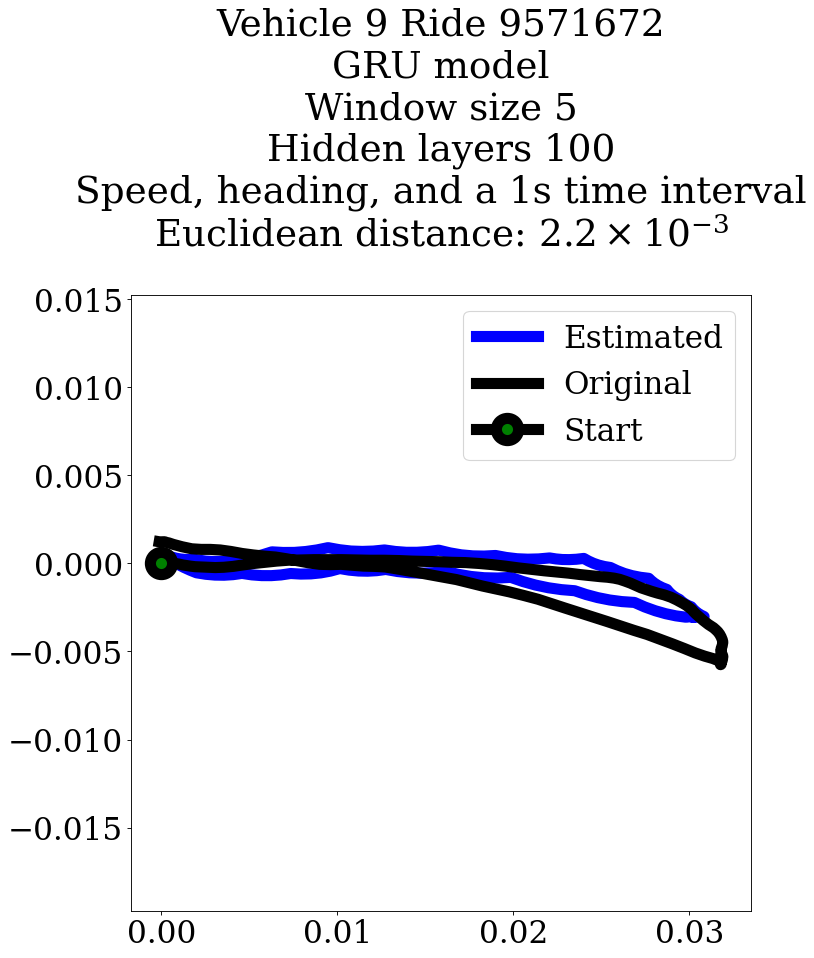 Vehicle 9 Ride 9571672
GRU model
Window size 5
Hidden layers 100
Speed, heading, and a 1s time interval
Euclidean distance: 2.2 × 10⁻³
0.015
Estimated
0.010
Original
Start
0.005
0.000
−0.005
−0.010
−0.015
0.00 0.01 0.02 0.03